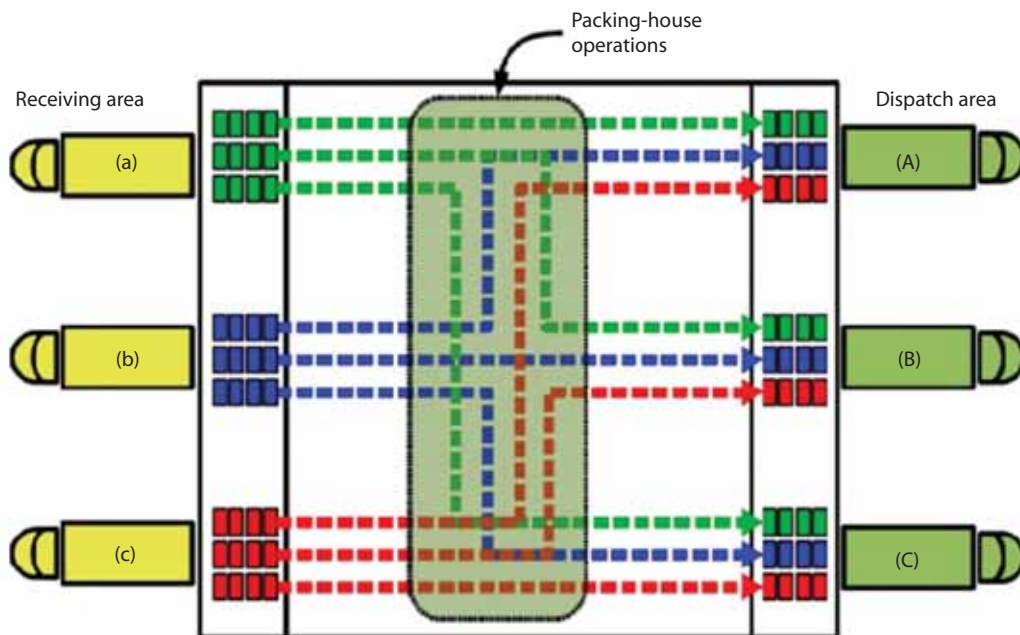 Packing-house
operations
Receiving area
Dispatch area
(a)
(A)
(b)
(B)
(c)
(C)